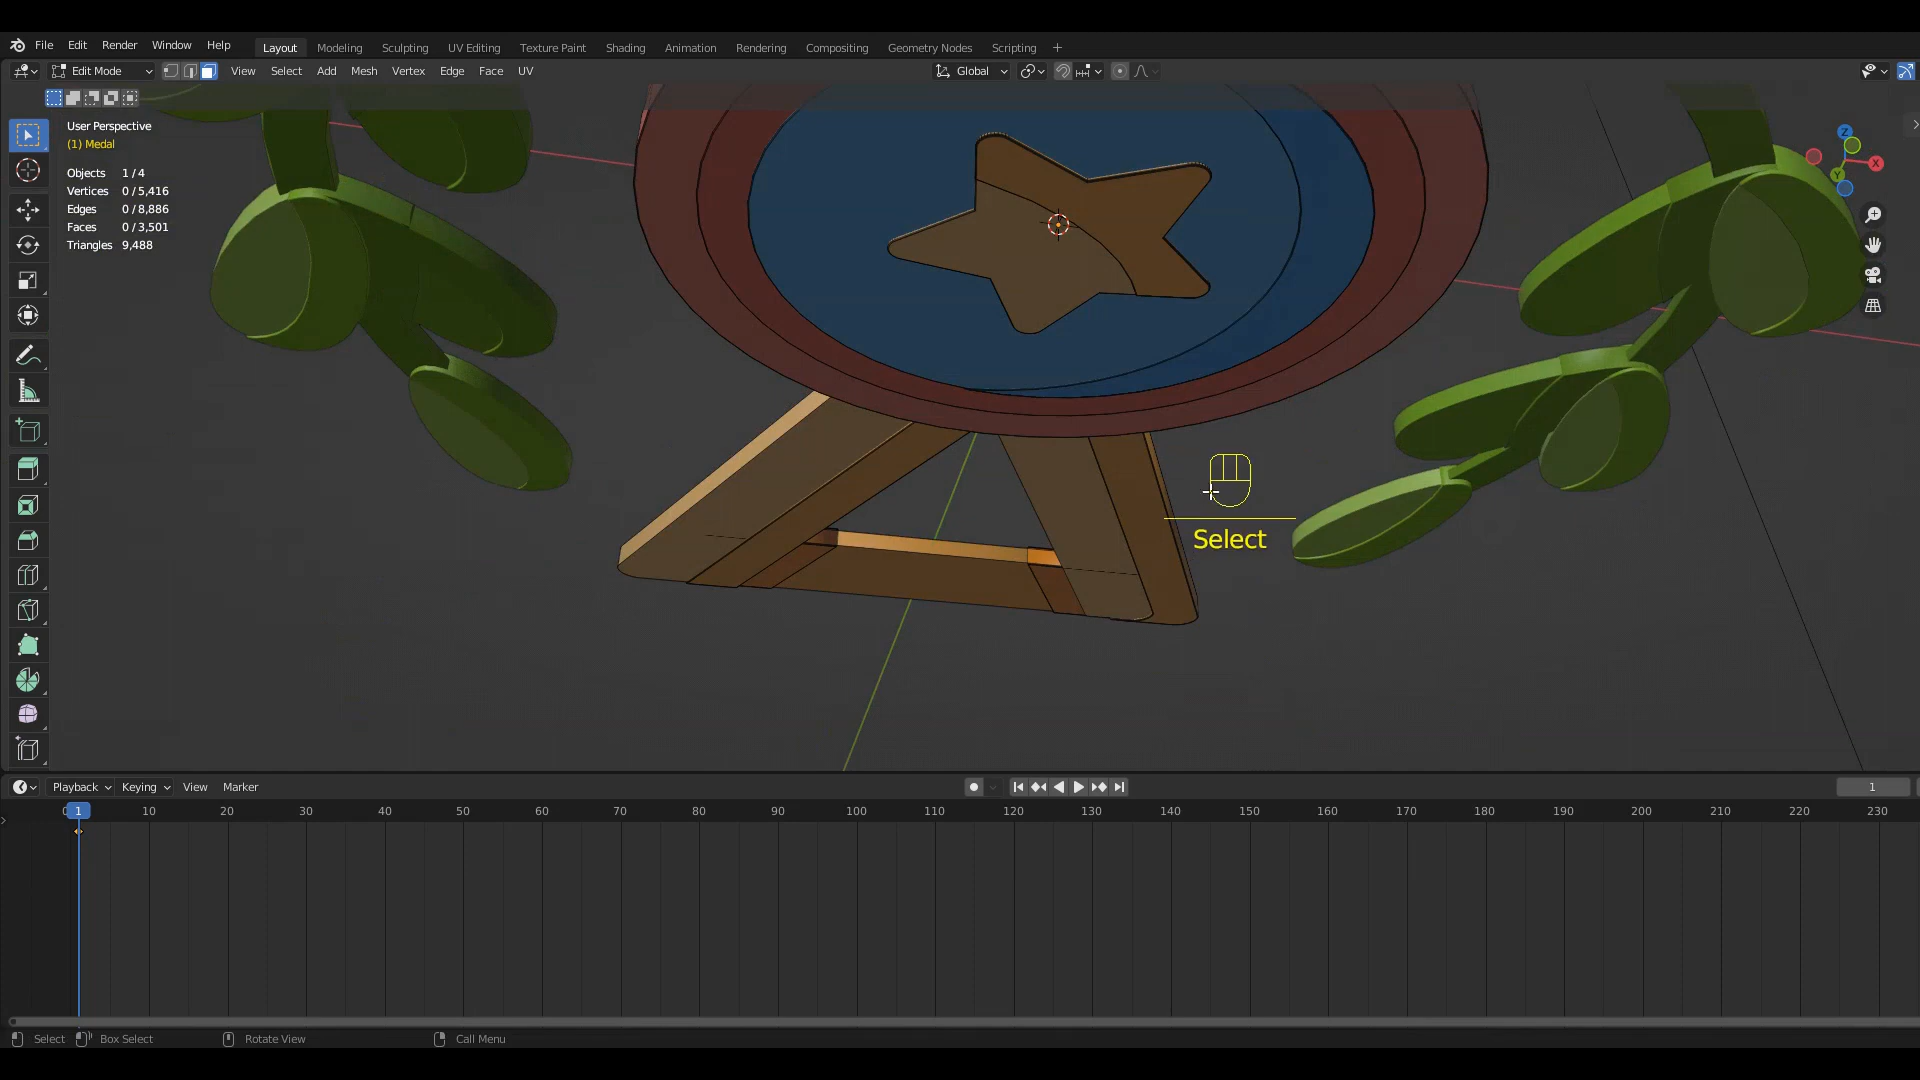 File Edit Render Window Help Layout Modeling Sculpting UV Editing Texture Paint Shading Animation Rendering Compositing Geometry Nodes Scripting +
Edit Mode View Select Add Mesh Vertex Edge Face UV Global
User Perspective
(1) Medal
Objects 1 / 4
Vertices 0 / 5,416
Edges 0 / 8,886
Faces 0 / 3,501
Triangles 9,488
Z
X
Y
Select
Playback Keying View Marker 1
0 1 10 20 30 40 50 60 70 80 90 100 110 120 130 140 150 160 170 180 190 200 210 220 230
Select Box Select Rotate View Call Menu